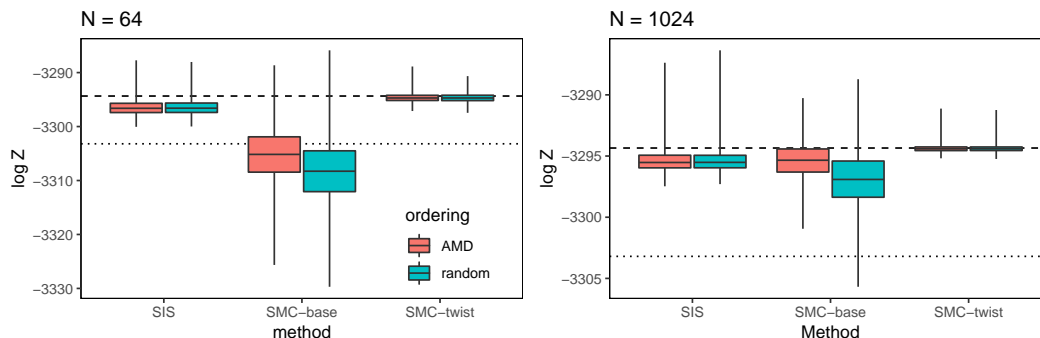 N = 64
log Z
−3290
−3300
−3310
−3320
−3330
ordering
AMD
random
SIS
SMC−base
SMC−twist
method
N = 1024
log Z
−3290
−3295
−3300
−3305
SIS
SMC−base
SMC−twist
Method